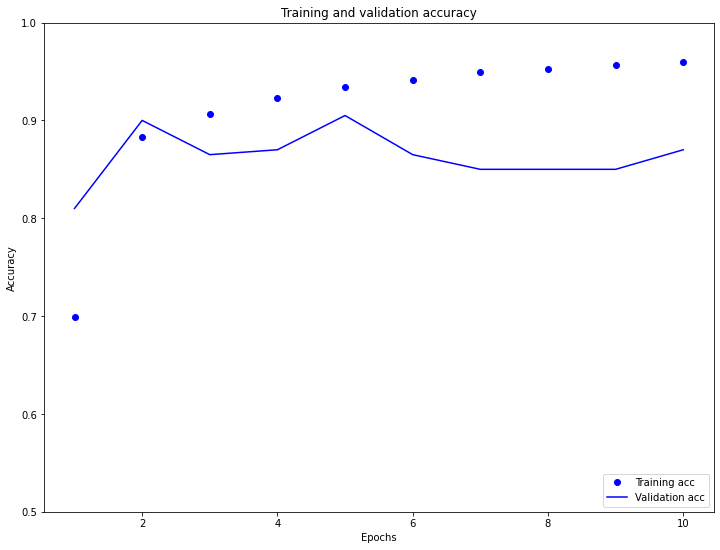 Training and validation accuracy
1.0
0.9
0.8
0.7
0.6
0.5
Accuracy
2
4
6
8
10
Epochs
Training acc
Validation acc